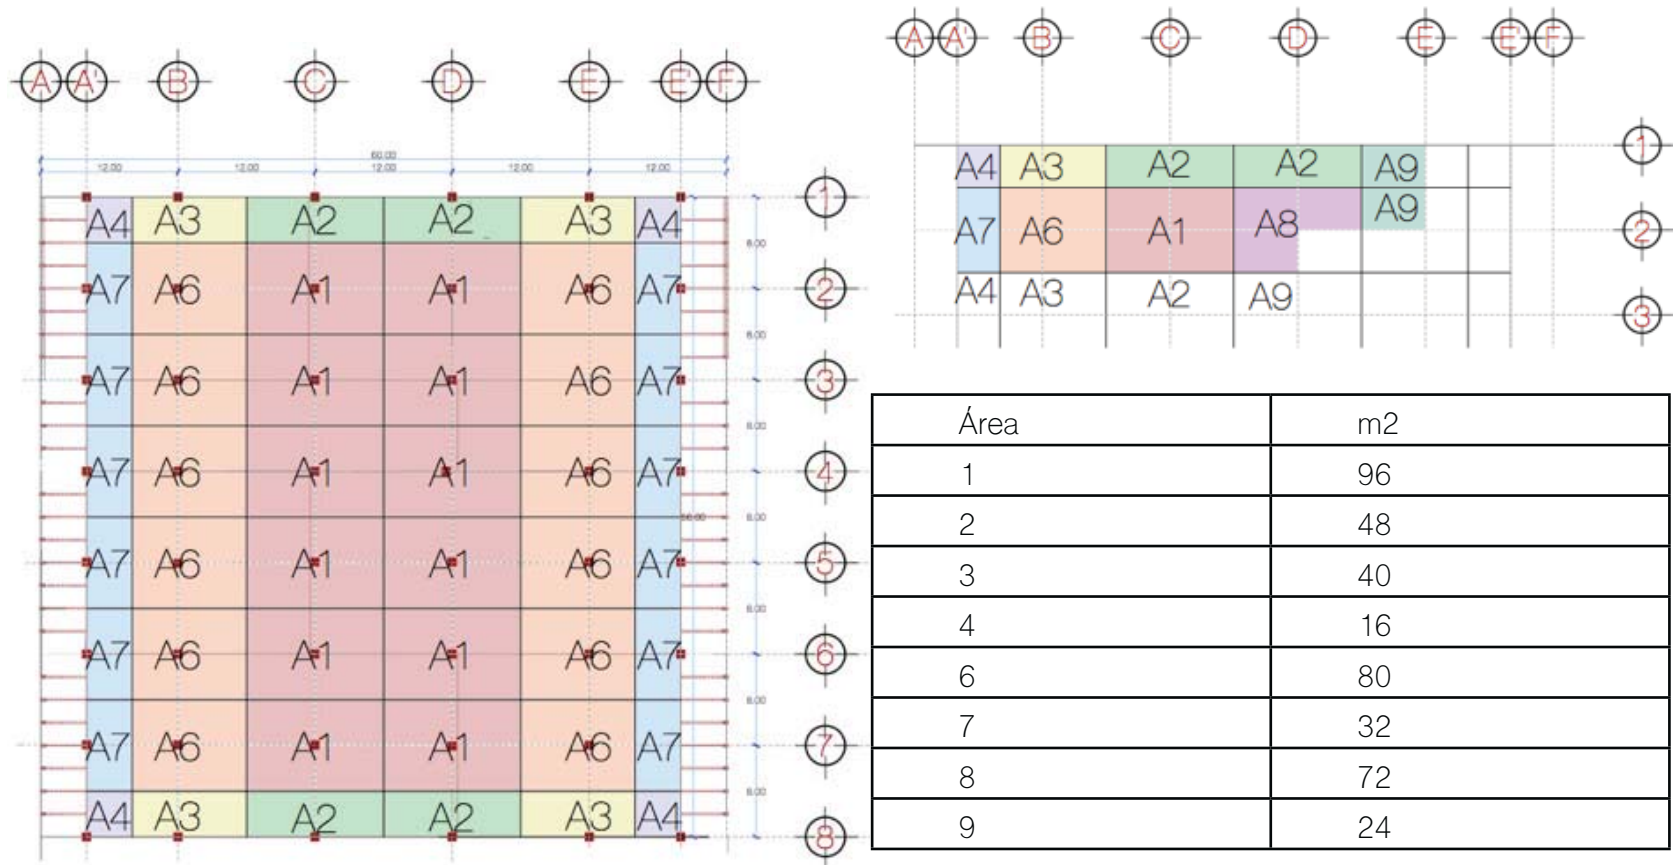 A A' B C D E E' F
60.00
12.00 12.00 12.00 12.00 12.00
1
A4 A3 A2 A2 A3 A4
8.00
A7 A6 A1 A1 A6 A7
2
8.00
A7 A6 A1 A1 A6 A7
3
8.00
A7 A6 A1 A1 A6 A7
4
56.00 8.00
A7 A6 A1 A1 A6 A7
5
8.00
A7 A6 A1 A1 A6 A7
6
8.00
A7 A6 A1 A1 A6 A7
7
8.00
A4 A3 A2 A2 A3 A4
8
A A' B C D E E' F
1
A4 A3 A2 A2 A9
A9
A7 A6 A1 A8
2
A4 A3 A2 A9
3
Área m2
1 96
2 48
3 40
4 16
6 80
7 32
8 72
9 24